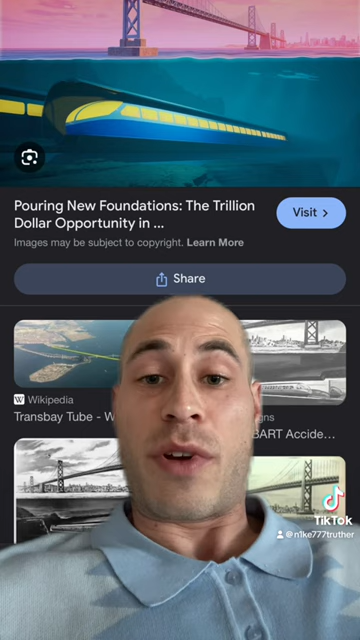 Pouring New Foundations: The Trillion
Dollar Opportunity in ...
Visit >
Images may be subject to copyright. Learn More
Share
W Wikipedia
Transbay Tube - W
gns
BART Accide...
TikTok
@n1ke777truther